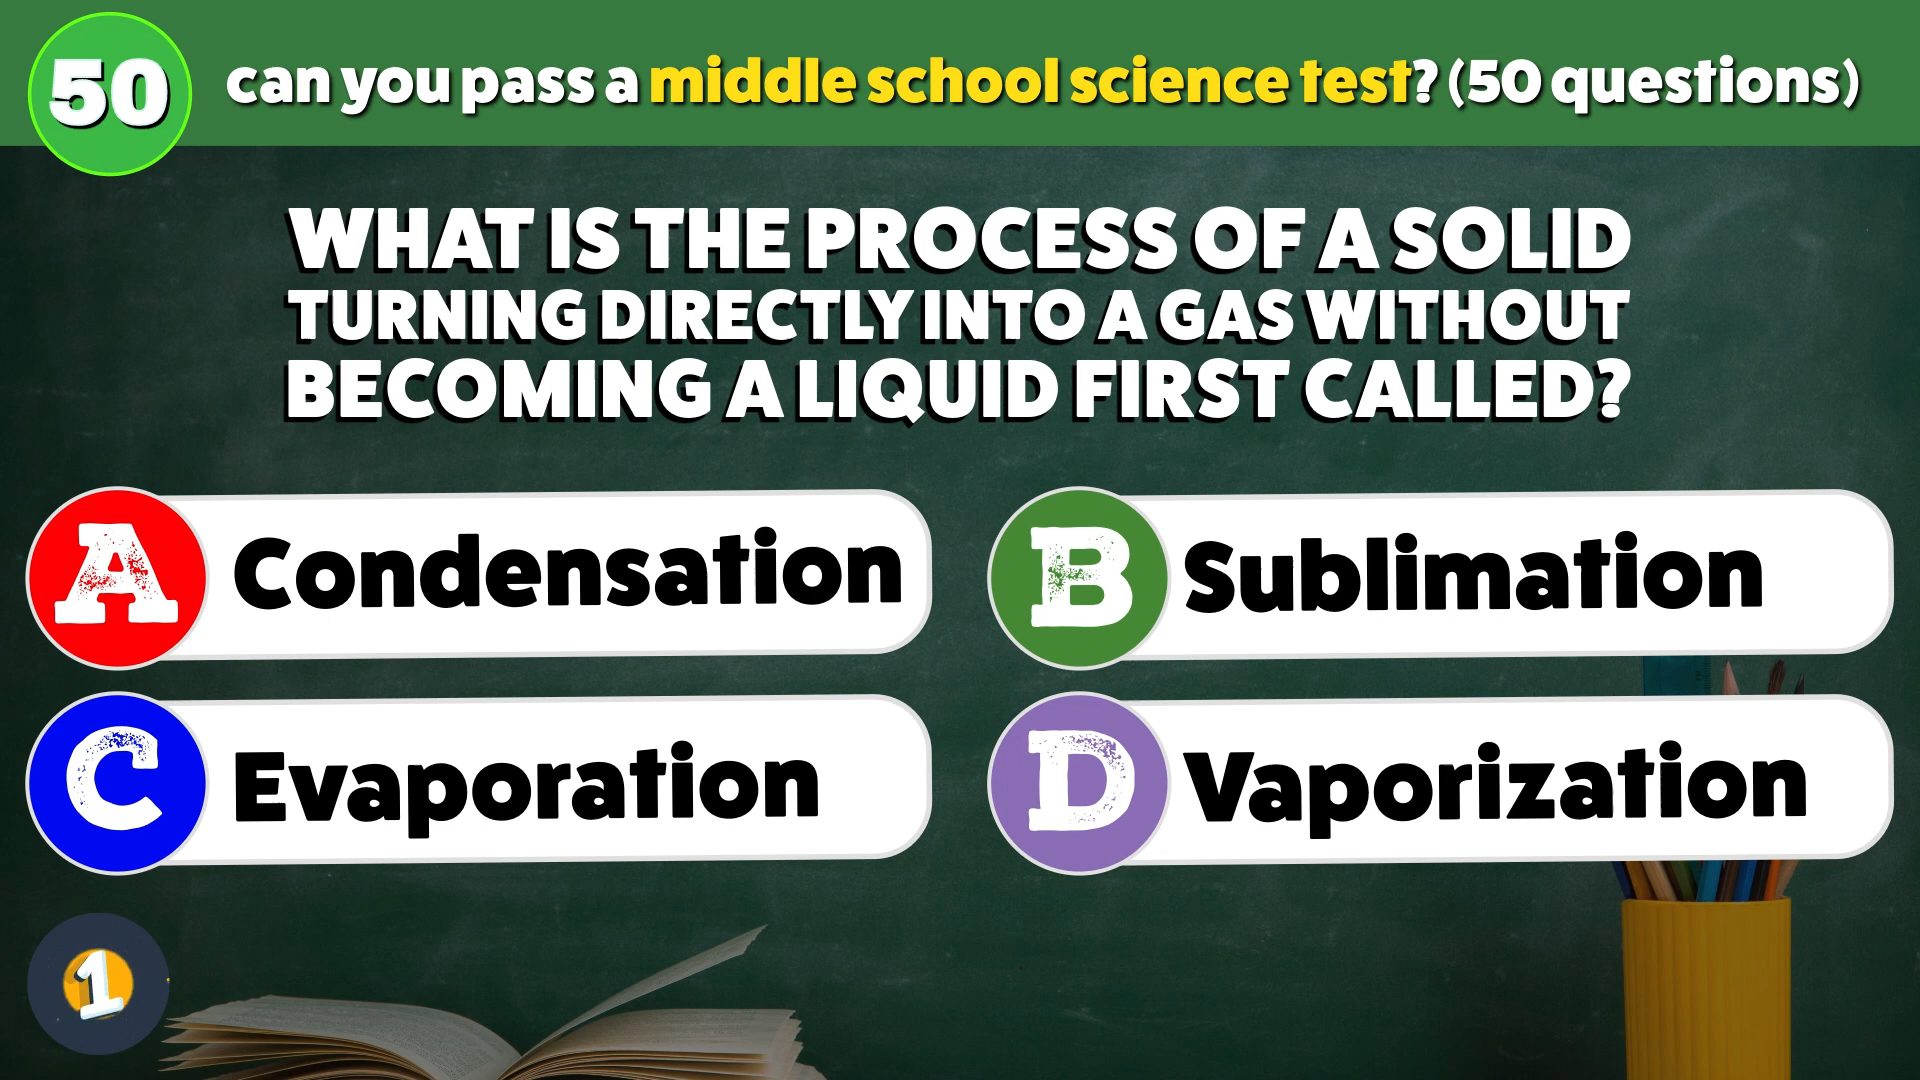 50
can you pass a middle school science test? (50 questions)
WHAT IS THE PROCESS OF A SOLID
TURNING DIRECTLY INTO A GAS WITHOUT
BECOMING A LIQUID FIRST CALLED?
A Condensation
B Sublimation
C Evaporation
D Vaporization
1